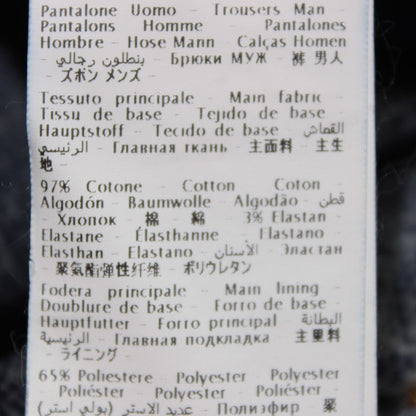 Pantalone Uomo - Trousers Man -
Pantalons Homme - Pantalones
Hombre - Hose Mann - Calças Homen
- بنطلون رجالي - Брюки МУЖ - 裤 男人
- ズボン メンズ -
Tessuto principale - Main fabric -
Tissu de base - Tejido de base -
Hauptstoff - Tecido de base - القماش
الرئيسي - Главная ткань - 主面料 - 主生
地 -
97% Cotone - Cotton - Coton -
Algodón - Baumwolle - Algodão - قطن
- Хлопок - 棉 - 綿 - 3% Elastan -
Elastane - Élasthanne - Elastano -
Elasthan - Elastano - الأستان - Эластан
- 聚氨酯弹性纤维 - ポリウレタン
Fodera principale - Main lining -
Doublure de base - Forro de base -
Hauptfutter - Forro principal - البطانة
الرئيسية - Главная подкладка - 主里料
- ライニング -
65% Poliestere - Polyester -
Polyester - Poliéster - Polyester -
Poliéster - عديد الاستر (بولي استر) - Полиэфир - 聚